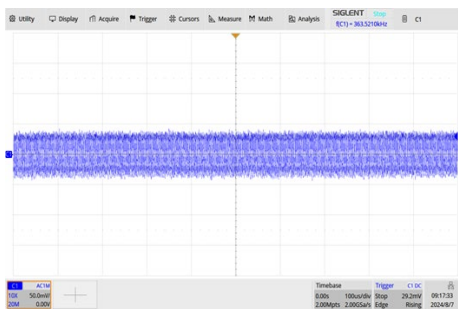 Utility Display Acquire Trigger Cursors Measure Math Analysis SIGLENT Stop C1
f(C1) = 363.5210kHz
C1 AC1M Timebase Trigger C1 DC
10X 50.0mV/ 0.00s 100us/div Stop 29.2mV 09:17:33
20M 0.00V 2.00Mpts 2.00GSa/s Edge Rising 2024/8/7